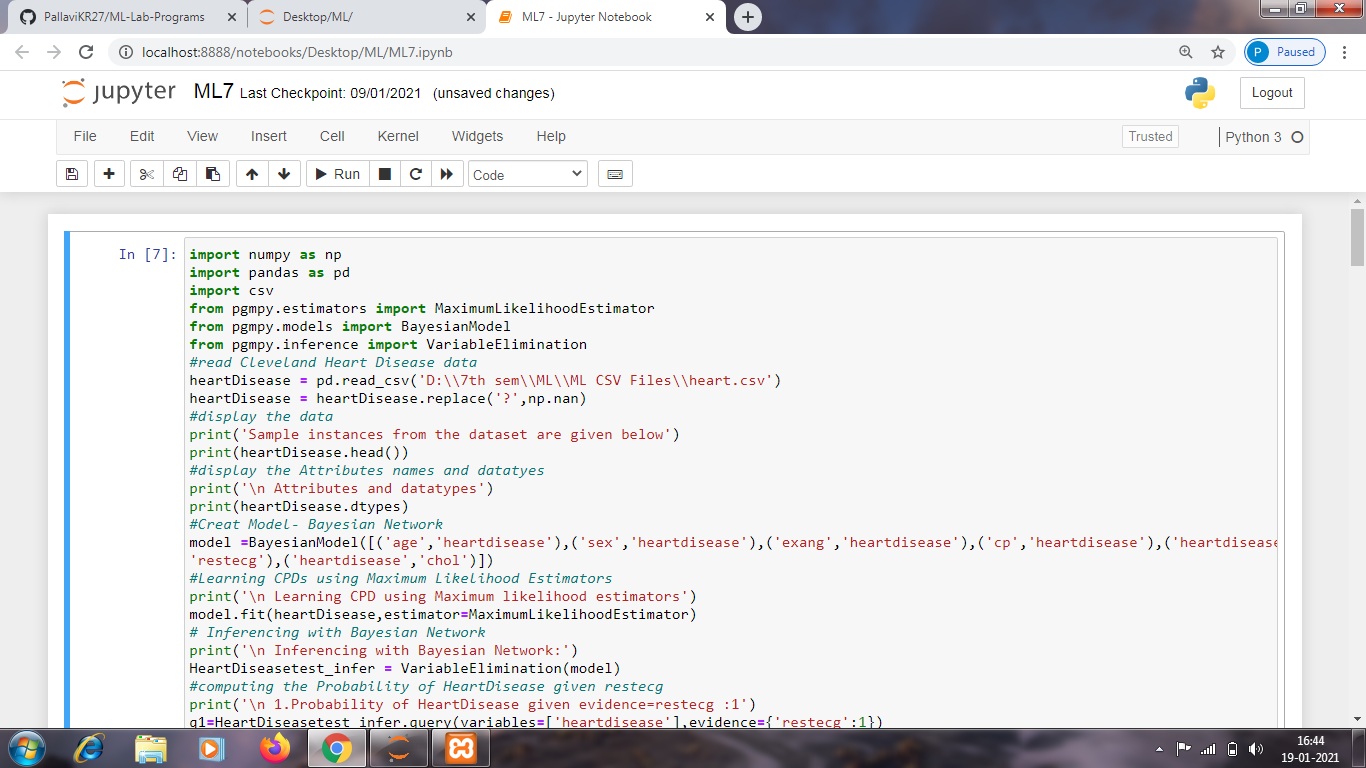 PallaviKR27/ML-Lab-Programs
Desktop/ML/
ML7 - Jupyter Notebook
localhost:8888/notebooks/Desktop/ML/ML7.ipynb
P Paused
jupyter ML7 Last Checkpoint: 09/01/2021 (unsaved changes)
Logout
File Edit View Insert Cell Kernel Widgets Help
Trusted
Python 3
Run
Code
In [7]:
import numpy as np
import pandas as pd
import csv
from pgmpy.estimators import MaximumLikelihoodEstimator
from pgmpy.models import BayesianModel
from pgmpy.inference import VariableElimination
#read Cleveland Heart Disease data
heartDisease = pd.read_csv('D:\\7th sem\\ML\\ML CSV Files\\heart.csv')
heartDisease = heartDisease.replace('?',np.nan)
#display the data
print('Sample instances from the dataset are given below')
print(heartDisease.head())
#display the Attributes names and datatyes
print('\n Attributes and datatypes')
print(heartDisease.dtypes)
#Creat Model- Bayesian Network
model =BayesianModel([('age','heartdisease'),('sex','heartdisease'),('exang','heartdisease'),('cp','heartdisease'),('heartdisease
'restecg'),('heartdisease','chol')])
#Learning CPDs using Maximum Likelihood Estimators
print('\n Learning CPD using Maximum likelihood estimators')
model.fit(heartDisease,estimator=MaximumLikelihoodEstimator)
# Inferencing with Bayesian Network
print('\n Inferencing with Bayesian Network:')
HeartDiseasetest_infer = VariableElimination(model)
#computing the Probability of HeartDisease given restecg
print('\n 1.Probability of HeartDisease given evidence=restecg :1')
q1=HeartDiseasetest_infer.query(variables=['heartdisease'],evidence={'restecg':1})
16:44
19-01-2021